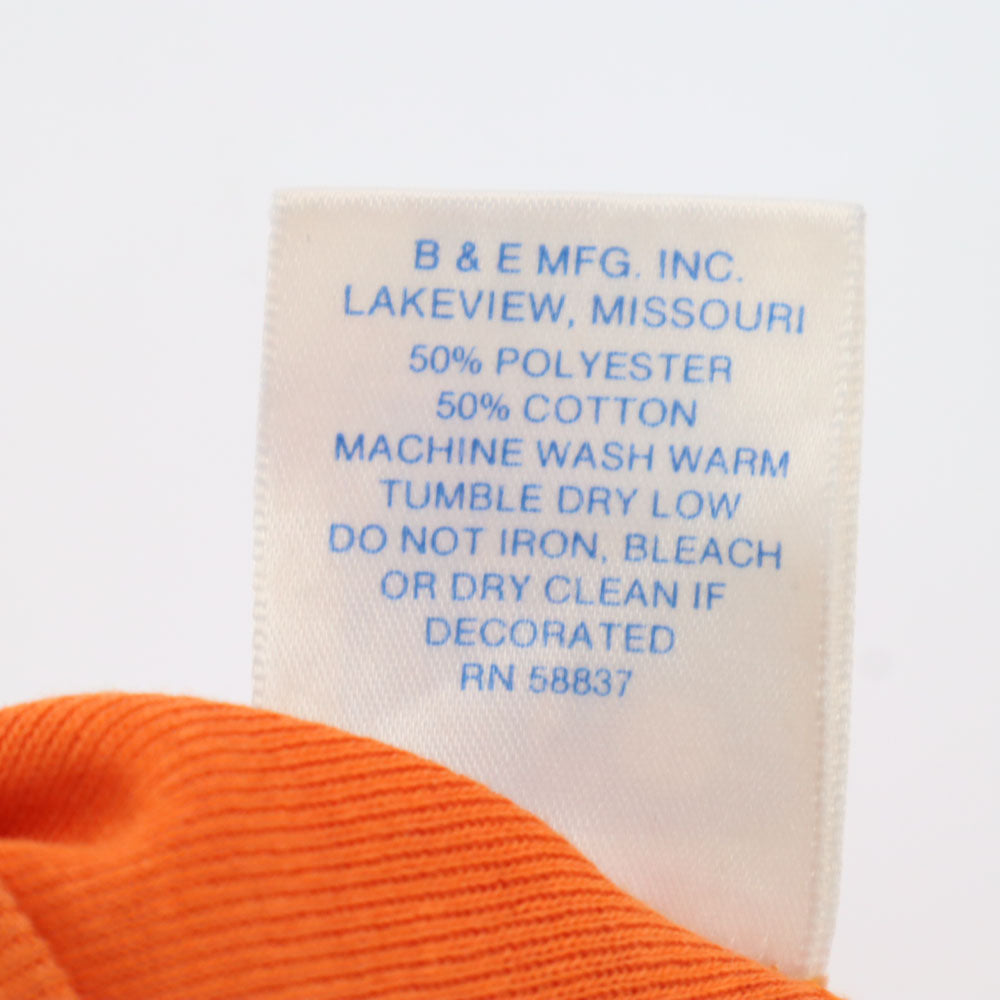 B & E MFG. INC.
LAKEVIEW, MISSOURI
50% POLYESTER
50% COTTON
MACHINE WASH WARM
TUMBLE DRY LOW
DO NOT IRON, BLEACH
OR DRY CLEAN IF
DECORATED
RN 58837